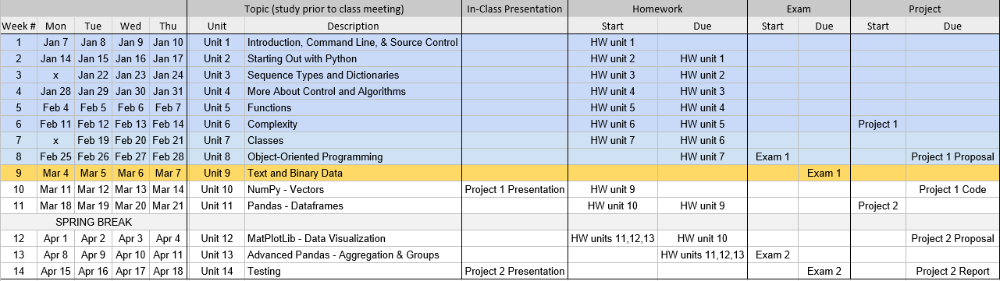 Topic (study prior to class meeting) In-Class Presentation Homework Exam Project
Week # Mon Tue Wed Thu Unit Description Start Due Start Due Start Due
1 Jan 7 Jan 8 Jan 9 Jan 10 Unit 1 Introduction, Command Line, & Source Control HW unit 1
2 Jan 14 Jan 15 Jan 16 Jan 17 Unit 2 Starting Out with Python HW unit 2 HW unit 1
3 x Jan 22 Jan 23 Jan 24 Unit 3 Sequence Types and Dictionaries HW unit 3 HW unit 2
4 Jan 28 Jan 29 Jan 30 Jan 31 Unit 4 More About Control and Algorithms HW unit 4 HW unit 3
5 Feb 4 Feb 5 Feb 6 Feb 7 Unit 5 Functions HW unit 5 HW unit 4
6 Feb 11 Feb 12 Feb 13 Feb 14 Unit 6 Complexity HW unit 6 HW unit 5 Project 1
7 x Feb 19 Feb 20 Feb 21 Unit 7 Classes HW unit 7 HW unit 6
8 Feb 25 Feb 26 Feb 27 Feb 28 Unit 8 Object-Oriented Programming HW unit 7 Exam 1 Project 1 Proposal
9 Mar 4 Mar 5 Mar 6 Mar 7 Unit 9 Text and Binary Data Exam 1
10 Mar 11 Mar 12 Mar 13 Mar 14 Unit 10 NumPy - Vectors Project 1 Presentation HW unit 9 Project 1 Code
11 Mar 18 Mar 19 Mar 20 Mar 21 Unit 11 Pandas - Dataframes HW unit 10 HW unit 9 Project 2
SPRING BREAK
12 Apr 1 Apr 2 Apr 3 Apr 4 Unit 12 MatPlotLib - Data Visualization HW units 11,12,13 HW unit 10 Project 2 Proposal
13 Apr 8 Apr 9 Apr 10 Apr 11 Unit 13 Advanced Pandas - Aggregation & Groups HW units 11,12,13 Exam 2
14 Apr 15 Apr 16 Apr 17 Apr 18 Unit 14 Testing Project 2 Presentation Exam 2 Project 2 Report